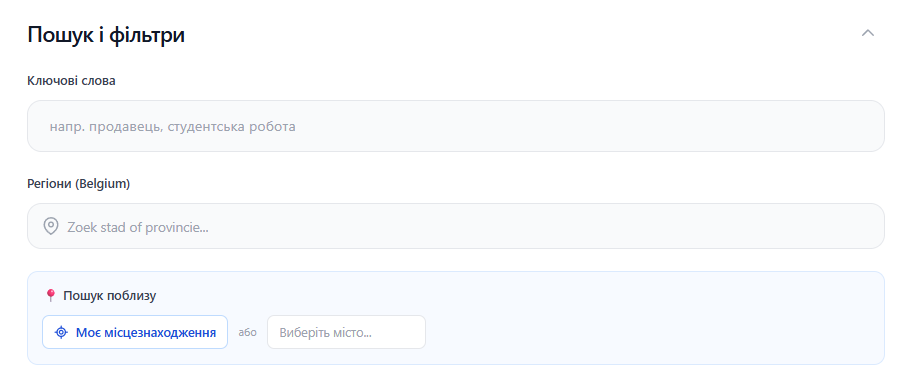 Пошук і фільтри
Ключові слова
напр. продавець, студентська робота
Регіони (Belgium)
Zoek stad of provincie...
Пошук поблизу
Моє місцезнаходження або Виберіть місто...